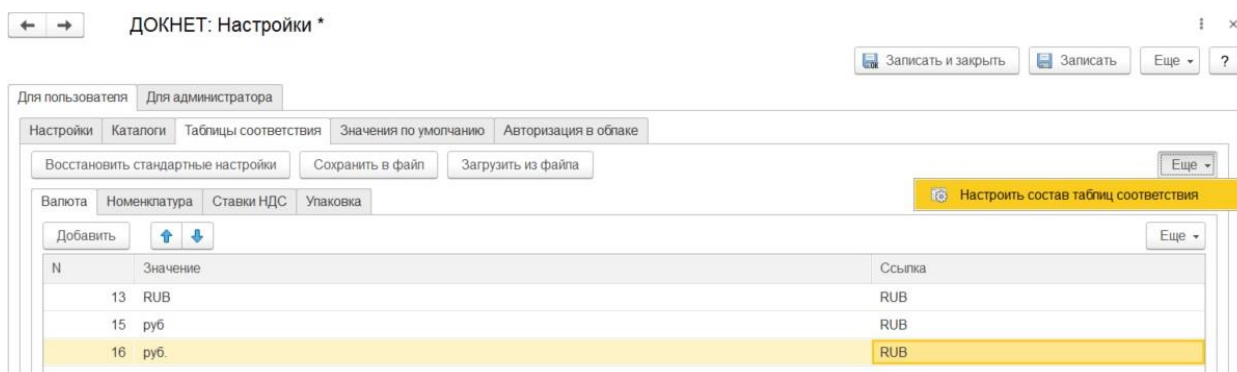 ДОКНЕТ: Настройки *
Записать и закрыть Записать Еще ?
Для пользователя Для администратора
Настройки Каталоги Таблицы соответствия Значения по умолчанию Авторизация в облаке
Восстановить стандартные настройки Сохранить в файл Загрузить из файла Еще
Настроить состав таблиц соответствия
Валюта Номенклатура Ставки НДС Упаковка
Добавить Еще
N Значение Ссылка
13 RUB RUB
15 руб RUB
16 руб. RUB